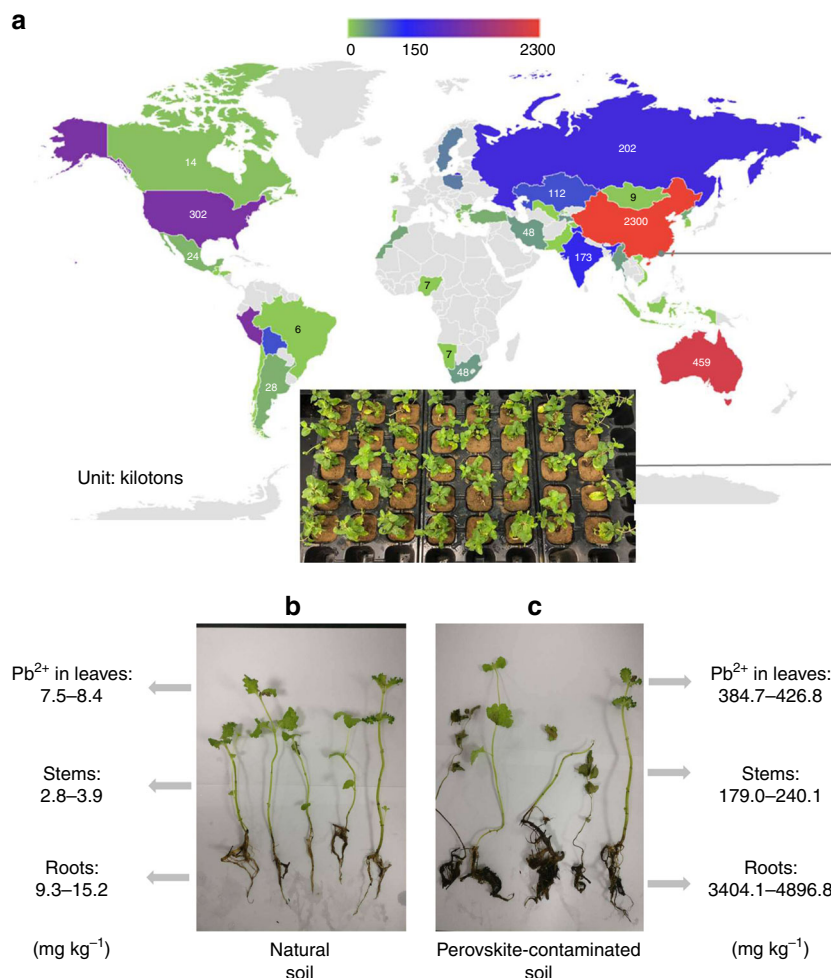 a
0 150 2300
14
202
302
112
9
2300
24
48
173
7
6
7
459
28
48
Unit: kilotons
b
c
Pb²⁺ in leaves:
7.5–8.4
Stems:
2.8–3.9
Roots:
9.3–15.2
(mg kg⁻¹)
Natural
soil
Perovskite-contaminated
soil
Pb²⁺ in leaves:
384.7–426.8
Stems:
179.0–240.1
Roots:
3404.1–4896.8
(mg kg⁻¹)